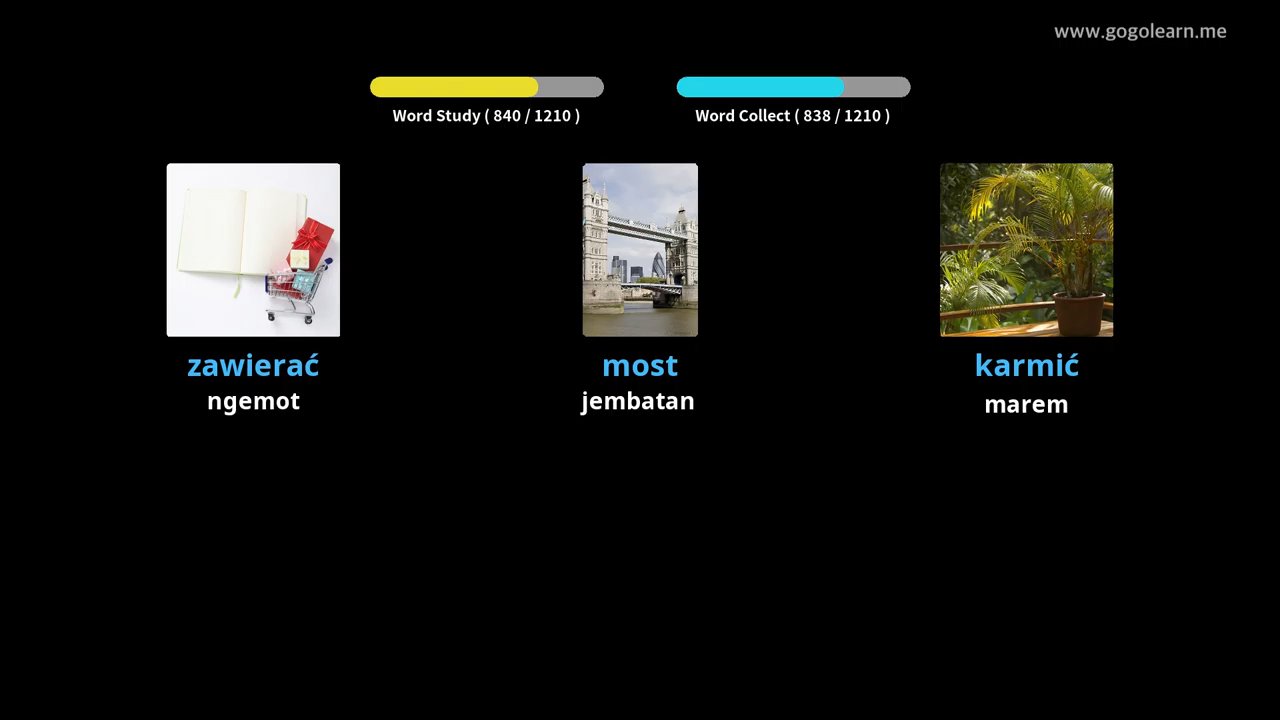 www.gogolearn.me
Word Study ( 840 / 1210 )
Word Collect ( 838 / 1210 )
zawierać
most
karmić
ngemot
jembatan
marem